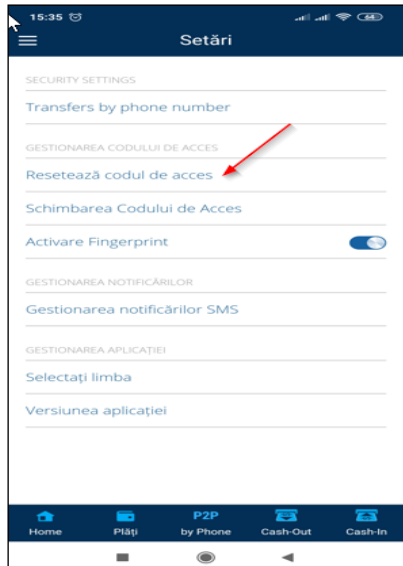 15:35
64
Setări
SECURITY SETTINGS
Transfers by phone number
GESTIONAREA CODULUI DE ACCES
Resetează codul de acces
Schimbarea Codului de Acces
Activare Fingerprint
GESTIONAREA NOTIFICĂRILOR
Gestionarea notificărilor SMS
GESTIONAREA APLICAȚIEI
Selectați limba
Versiunea aplicației
P2P
Home Plăți by Phone Cash-Out Cash-In